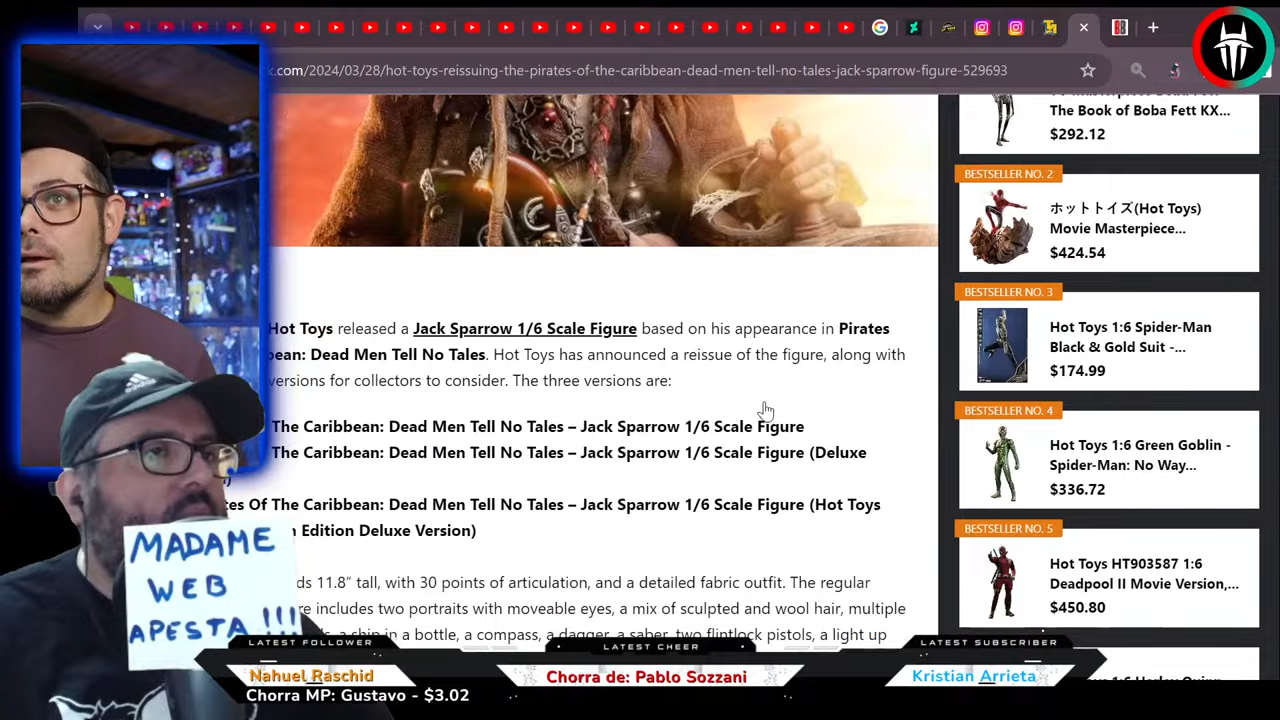 x.com/2024/03/28/hot-toys-reissuing-the-pirates-of-the-caribbean-dead-men-tell-no-tales-jack-sparrow-figure-529693
The Book of Boba Fett KX...
$292.12
BESTSELLER NO. 2
ホットトイズ(Hot Toys)
Movie Masterpiece...
$424.54
BESTSELLER NO. 3
Hot Toys 1:6 Spider-Man
Black & Gold Suit -...
$174.99
BESTSELLER NO. 4
Hot Toys 1:6 Green Goblin -
Spider-Man: No Way...
$336.72
BESTSELLER NO. 5
Hot Toys HT903587 1:6
Deadpool II Movie Version,...
$450.80
Hot Toys released a Jack Sparrow 1/6 Scale Figure based on his appearance in Pirates
bean: Dead Men Tell No Tales. Hot Toys has announced a reissue of the figure, along with
versions for collectors to consider. The three versions are:
The Caribbean: Dead Men Tell No Tales – Jack Sparrow 1/6 Scale Figure
The Caribbean: Dead Men Tell No Tales – Jack Sparrow 1/6 Scale Figure (Deluxe
tes Of The Caribbean: Dead Men Tell No Tales – Jack Sparrow 1/6 Scale Figure (Hot Toys
Edition Deluxe Version)
ds 11.8" tall, with 30 points of articulation, and a detailed fabric outfit. The regular
re includes two portraits with moveable eyes, a mix of sculpted and wool hair, multiple
a ship in a bottle, a compass, a dagger, a saber, two flintlock pistols, a light up
MADAME
WEB
APESTA!!!
LATEST FOLLOWER
Nahuel Raschid
LATEST CHEER
Chorra de: Pablo Sozzani
LATEST SUBSCRIBER
Kristian Arrieta
Chorra MP: Gustavo - $3.02